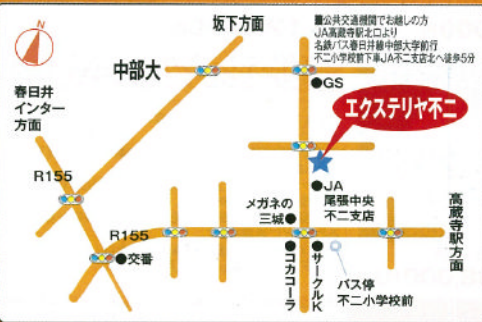 N
坂下方面
■公共交通機関でお越しの方
JA高蔵寺駅北口より
名鉄バス春日井線中部大学前行
不二小学校前下車JA不二支店北へ徒歩5分
中部大
GS
春日井
インター
方面
エクステリヤ不二
R155
JA
尾張中央
不二支店
メガネの
三城
高蔵寺駅方面
R155
交番
コカコーラ
サークルK
バス停
不二小学校前